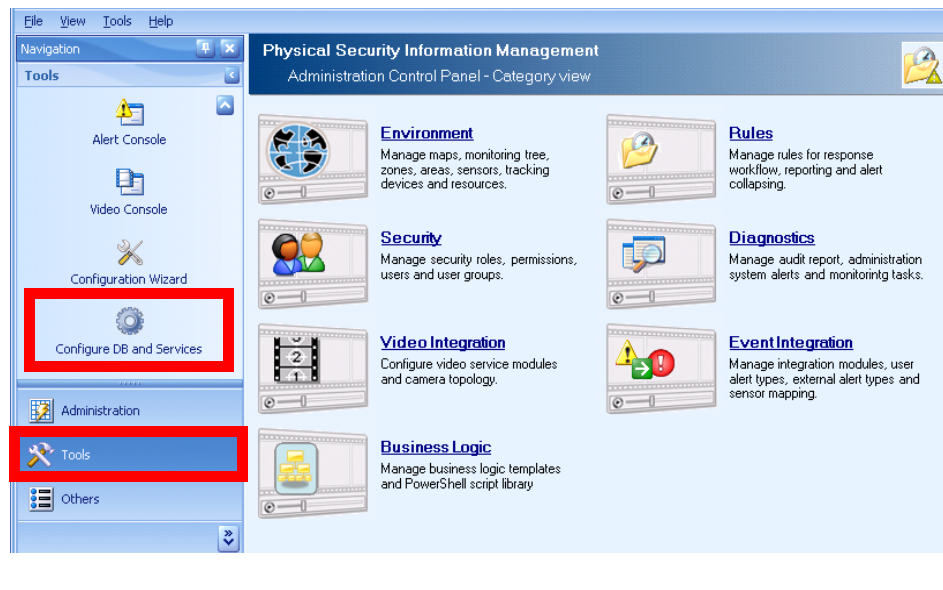 File View Tools Help
Navigation
Tools
Alert Console
Video Console
Configuration Wizard
Configure DB and Services
Administration
Tools
Others
Physical Security Information Management
Administration Control Panel - Category view
Environment
Manage maps, monitoring tree,
zones, areas, sensors, tracking
devices and resources.
Rules
Manage rules for response
workflow, reporting and alert
collapsing.
Security
Manage security roles, permissions,
users and user groups.
Diagnostics
Manage audit report, administration
system alerts and monitorintg tasks.
Video Integration
Configure video service modules
and camera topology.
2
1
Event Integration
Manage integration modules, user
alert types, external alert types and
sensor mapping.
Business Logic
Manage business logic templates
and PowerShell script library